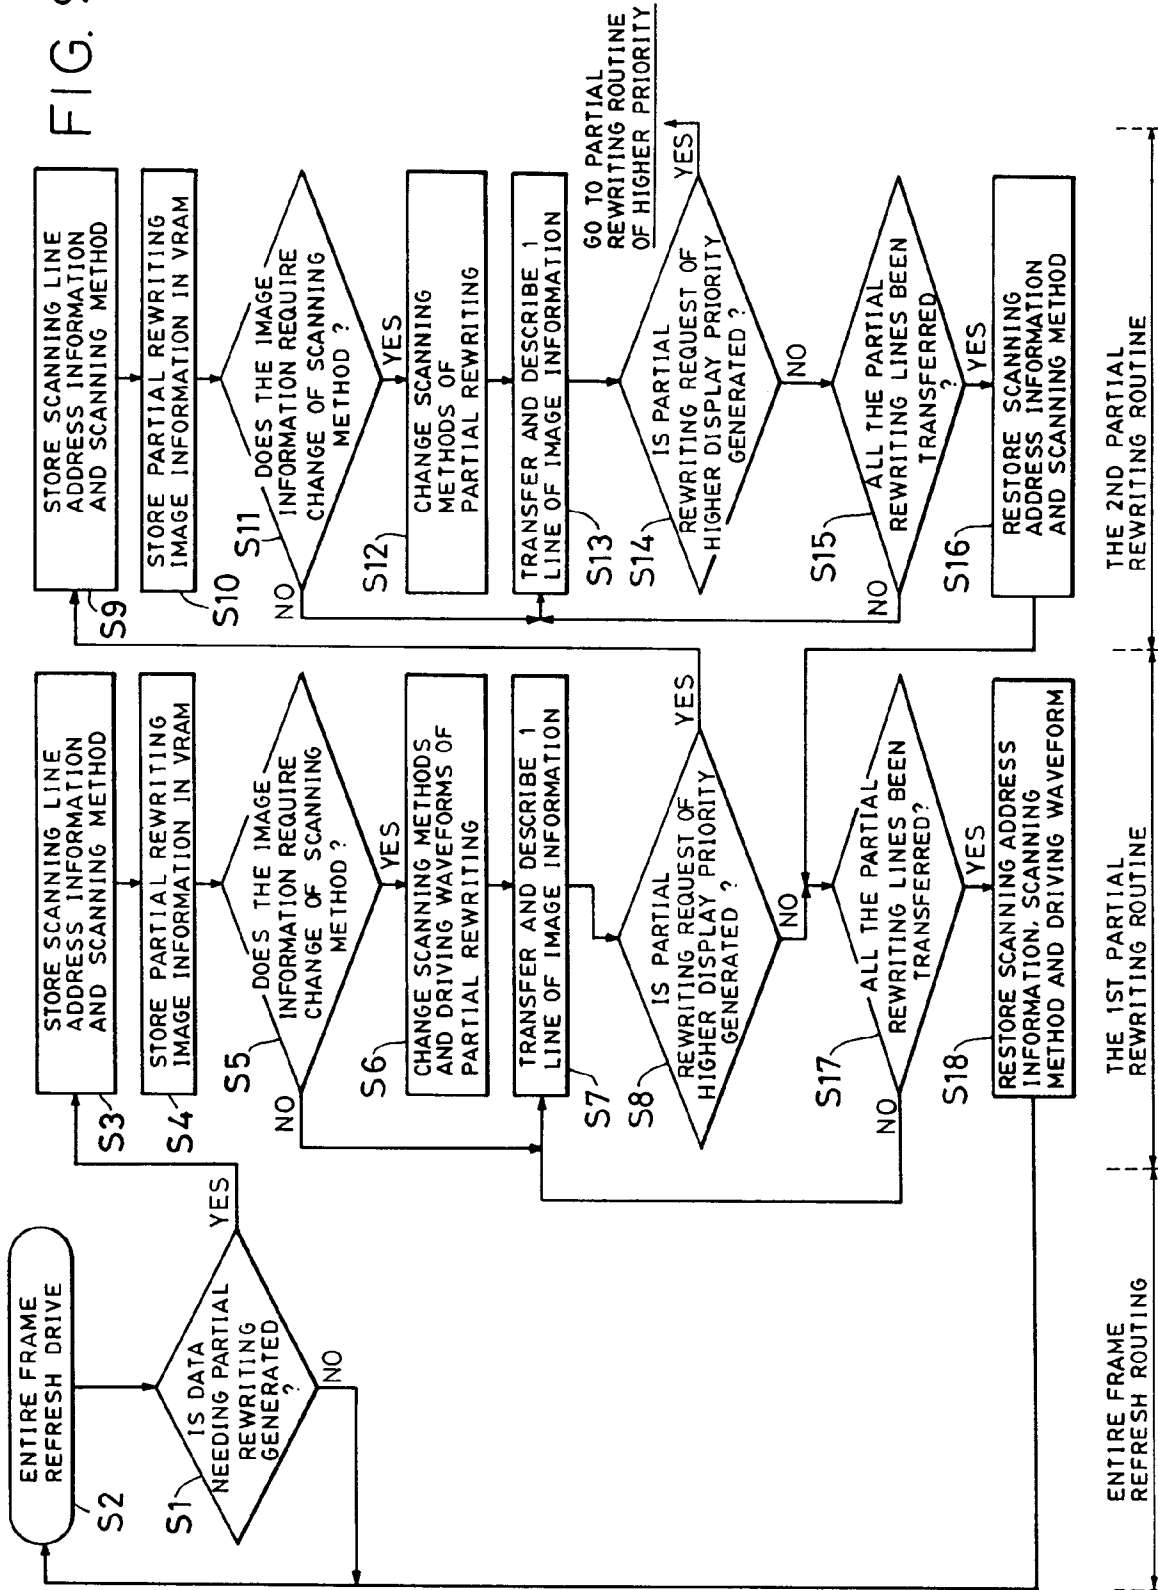 FIG. 9
ENTIRE FRAME
REFRESH DRIVE
S2
IS DATA
NEEDING PARTIAL
REWRITING
GENERATED
?
S1
YES
NO
ENTIRE FRAME
REFRESH ROUTING
STORE SCANNING LINE
ADDRESS INFORMATION
AND SCANNING METHOD
S3
STORE PARTIAL REWRITING
IMAGE INFORMATION IN VRAM
S4
DOES THE IMAGE
INFORMATION REQUIRE
CHANGE OF SCANNING
METHOD ?
S5
NO
YES
CHANGE SCANNING METHODS
AND DRIVING WAVEFORMS OF
PARTIAL REWRITING
S6
TRANSFER AND DESCRIBE 1
LINE OF IMAGE INFORMATION
S7
IS PARTIAL
REWRITING REQUEST OF
HIGHER DISPLAY PRIORITY
GENERATED ?
S8
YES
NO
ALL THE PARTIAL
REWRITING LINES BEEN
TRANSFERRED?
S17
NO
YES
RESTORE SCANNING ADDRESS
INFORMATION, SCANNING
METHOD AND DRIVING WAVEFORM
S18
THE 1ST PARTIAL
REWRITING ROUTINE
STORE SCANNING LINE
ADDRESS INFORMATION
AND SCANNING METHOD
S9
STORE PARTIAL REWRITING
IMAGE INFORMATION IN VRAM
S10
DOES THE IMAGE
INFORMATION REQUIRE
CHANGE OF SCANNING
METHOD ?
S11
NO
YES
CHANGE SCANNING
METHODS OF
PARTIAL REWRITING
S12
TRANSFER AND DESCRIBE 1
LINE OF IMAGE INFORMATION
S13
IS PARTIAL
REWRITING REQUEST OF
HIGHER DISPLAY PRIORITY
GENERATED ?
S14
YES
GO TO PARTIAL
REWRITING ROUTINE
OF HIGHER PRIORITY
NO
ALL THE PARTIAL
REWRITING LINES BEEN
TRANSFERRED
?
S15
NO
YES
RESTORE SCANNING
ADDRESS INFORMATION
AND SCANNING METHOD
S16
THE 2ND PARTIAL
REWRITING ROUTINE